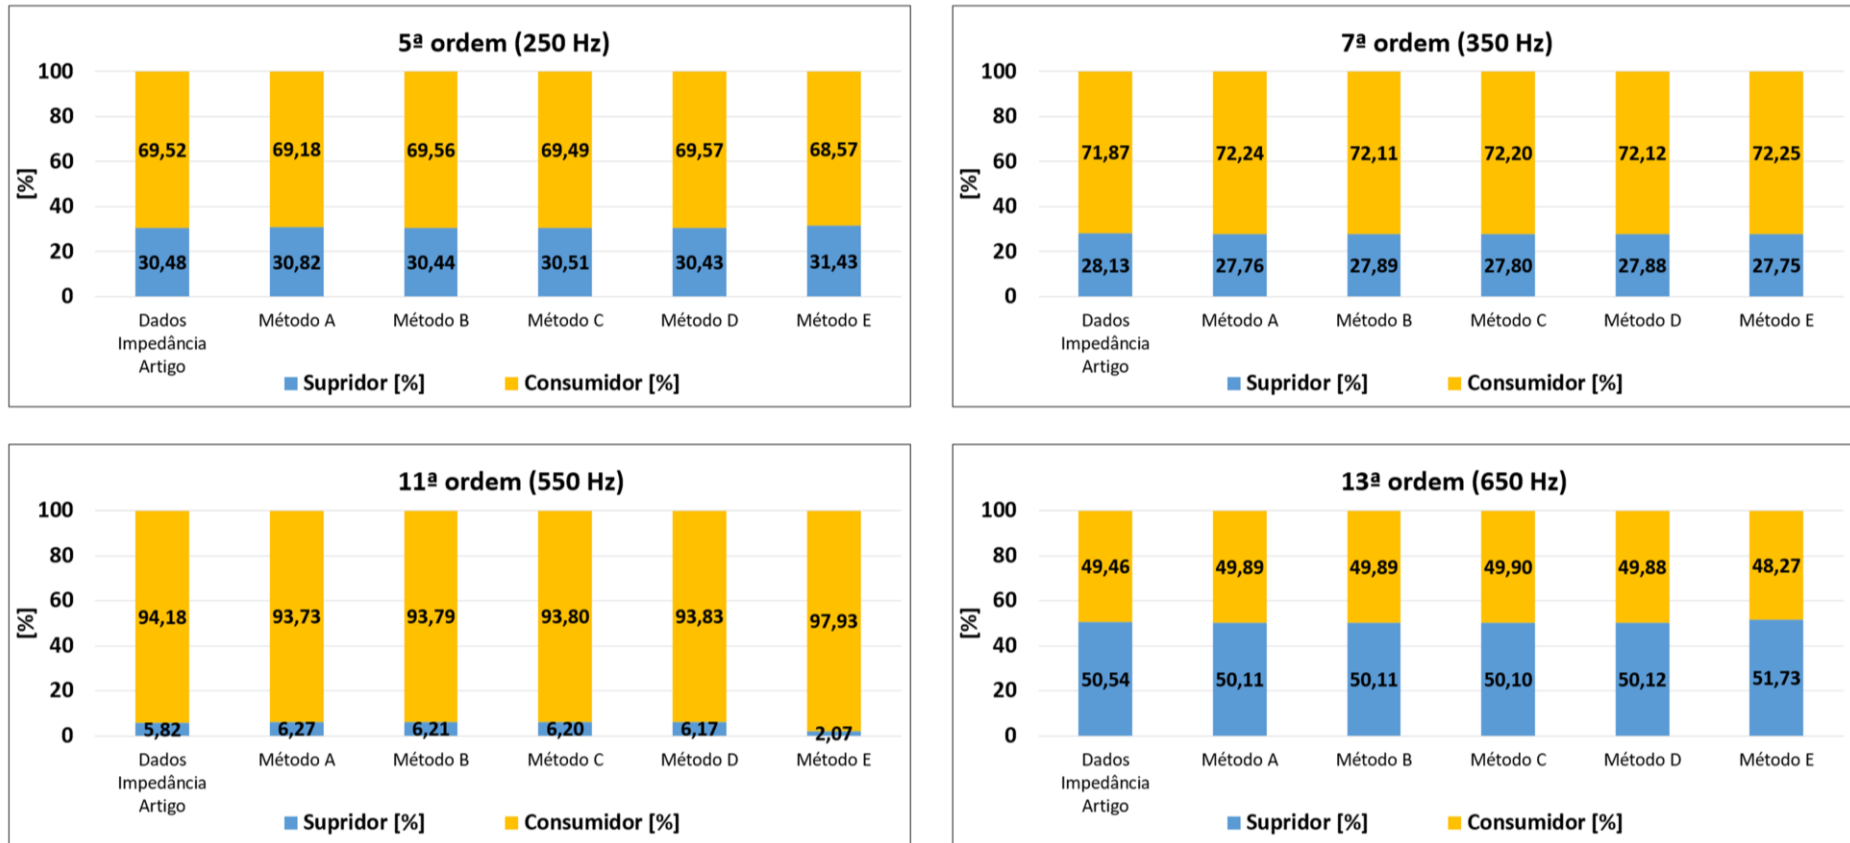 5ª ordem (250 Hz)
[%]
100
80
60
40
20
0
69,52 69,18 69,56 69,49 69,57 68,57
30,48 30,82 30,44 30,51 30,43 31,43
Dados Impedância Artigo Método A Método B Método C Método D Método E
Supridor [%] Consumidor [%]
7ª ordem (350 Hz)
[%]
100
80
60
40
20
0
71,87 72,24 72,11 72,20 72,12 72,25
28,13 27,76 27,89 27,80 27,88 27,75
Dados Impedância Artigo Método A Método B Método C Método D Método E
Supridor [%] Consumidor [%]
11ª ordem (550 Hz)
[%]
100
80
60
40
20
0
94,18 93,73 93,79 93,80 93,83 97,93
5,82 6,27 6,21 6,20 6,17 2,07
Dados Impedância Artigo Método A Método B Método C Método D Método E
Supridor [%] Consumidor [%]
13ª ordem (650 Hz)
[%]
100
80
60
40
20
0
49,46 49,89 49,89 49,90 49,88 48,27
50,54 50,11 50,11 50,10 50,12 51,73
Dados Impedância Artigo Método A Método B Método C Método D Método E
Supridor [%] Consumidor [%]